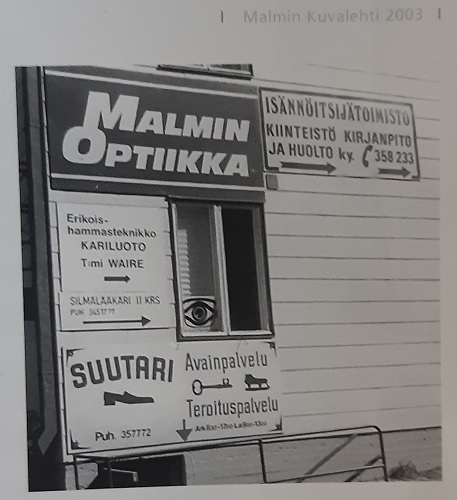 | Malmin Kuvalehti 2003 |
MALMIN
OPTIIKKA
ISÄNNÖITSIJÄTOIMISTO
KIINTEISTÖ KIRJANPITO
JA HUOLTO ky. 358 233
Erikois-
hammasteknikko
KARILUOTO
Timi WAIRE
SILMÄLÄÄKÄRI II KRS
PUH.
SUUTARI
Puh. 357772
Avainpalvelu
Teroituspalvelu